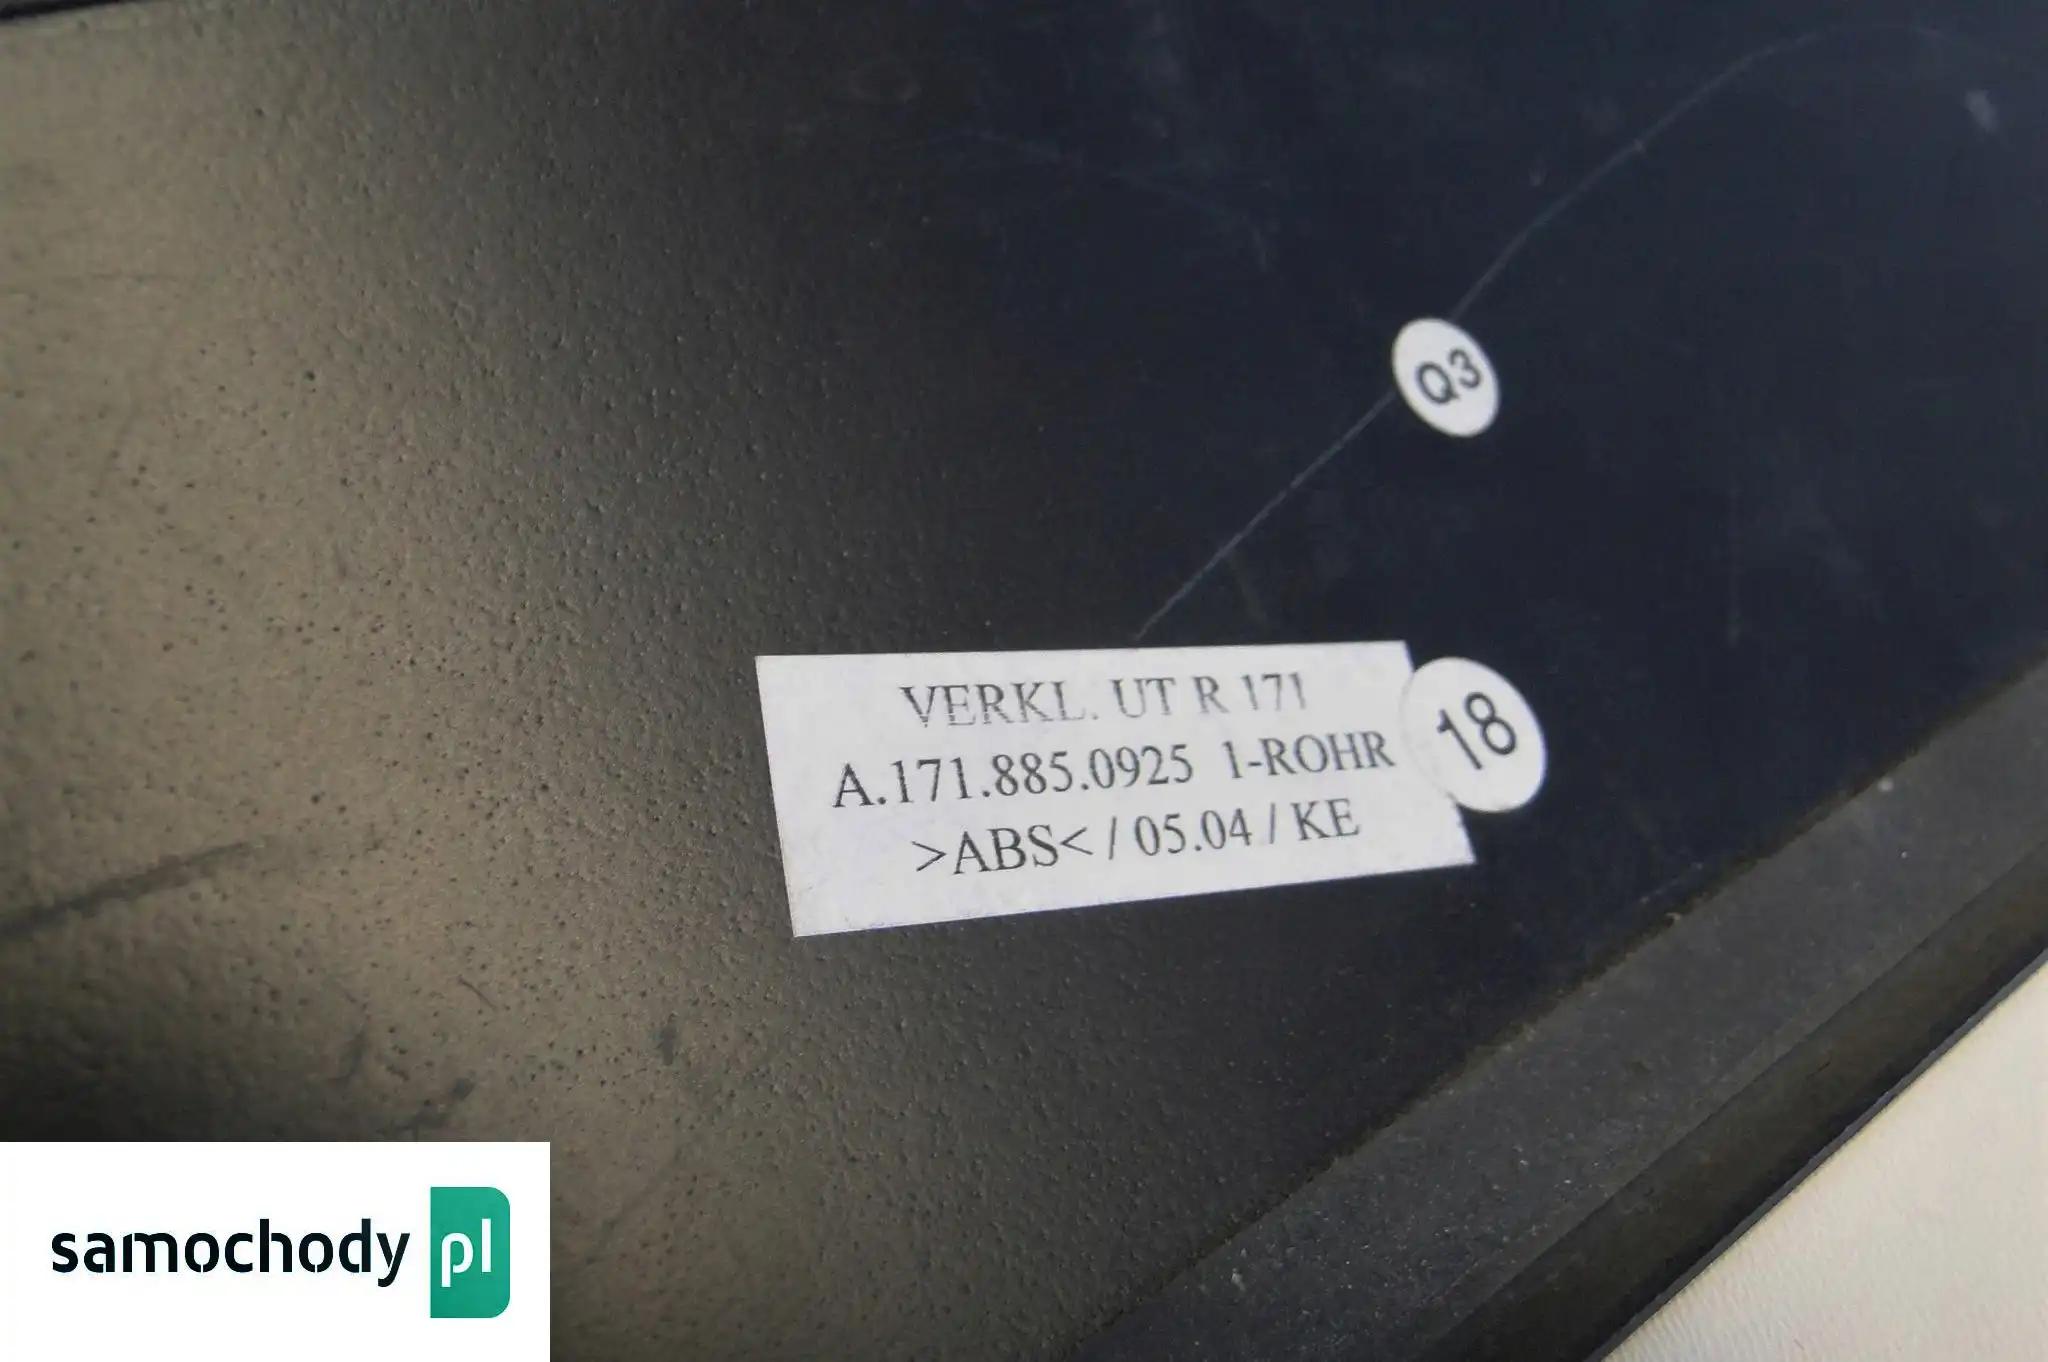 Q3
VERKL. UT R 171
A.171.885.0925 1-ROHR
>ABS< / 05.04 / KE
18
samochody pl